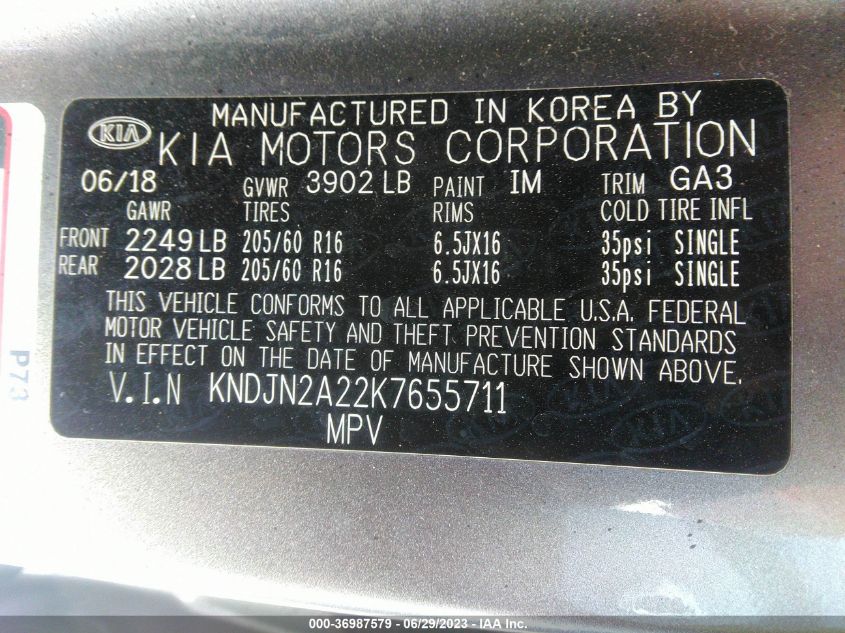 MANUFACTURED IN KOREA BY
KIA KIA MOTORS CORPORATION
06/18 GVWR 3902 LB PAINT IM TRIM GA3
GAWR TIRES RIMS COLD TIRE INFL
FRONT 2249 LB 205/60 R16 6.5JX16 35psi SINGLE
REAR 2028 LB 205/60 R16 6.5JX16 35psi SINGLE
THIS VEHICLE CONFORMS TO ALL APPLICABLE U.S.A. FEDERAL
MOTOR VEHICLE SAFETY AND THEFT PREVENTION STANDARDS
IN EFFECT ON THE DATE OF MANUFACTURE SHOWN ABOVE.
V.I.N KNDJN2A22K7655711
MPV
P73
000-36987579 - 06/29/2023 - IAA Inc.